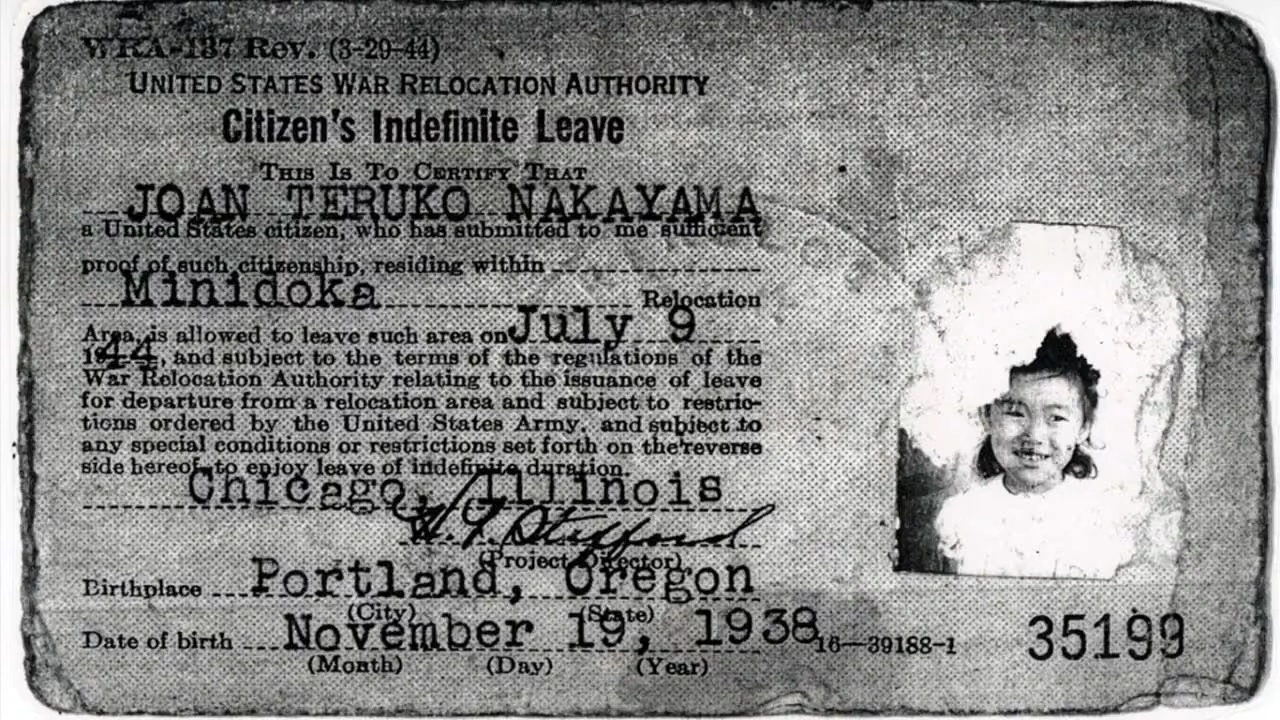 WRA-137 Rev. (3-20-44)
UNITED STATES WAR RELOCATION AUTHORITY
Citizen's Indefinite Leave
THIS IS TO CERTIFY THAT
JOAN TERUKO NAKAYAMA
a United States citizen, who has submitted to me sufficient
proof of such citizenship, residing within
Minidoka Relocation
Area, is allowed to leave such area on July 9
1944, and subject to the terms of the regulations of the
War Relocation Authority relating to the issuance of leave
for departure from a relocation area and subject to restric-
tions ordered by the United States Army, and subject to
any special conditions or restrictions set forth on the reverse
side hereof, to enjoy leave of indefinite duration.
Chicago, Illinois
H. L. Stafford
(Project Director)
Birthplace Portland, Oregon
(City) (State)
Date of birth November 19, 1938
(Month) (Day) (Year)
16—39188-1
35199